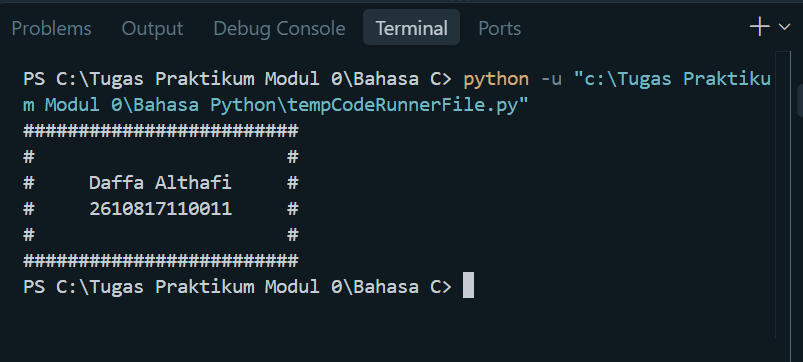 Problems Output Debug Console Terminal Ports
PS C:\Tugas Praktikum Modul 0\Bahasa C> python -u "c:\Tugas Praktiku
m Modul 0\Bahasa Python\tempCodeRunnerFile.py"
#########################
#                       #
#     Daffa Althafi     #
#     2610817110011     #
#                       #
#########################
PS C:\Tugas Praktikum Modul 0\Bahasa C>